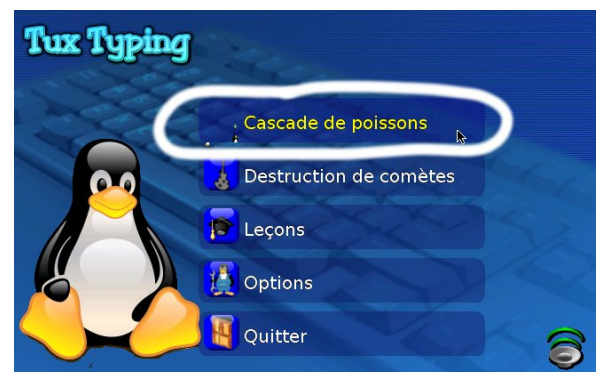 Tux Typing
Cascade de poissons
Destruction de comètes
Leçons
Options
Quitter